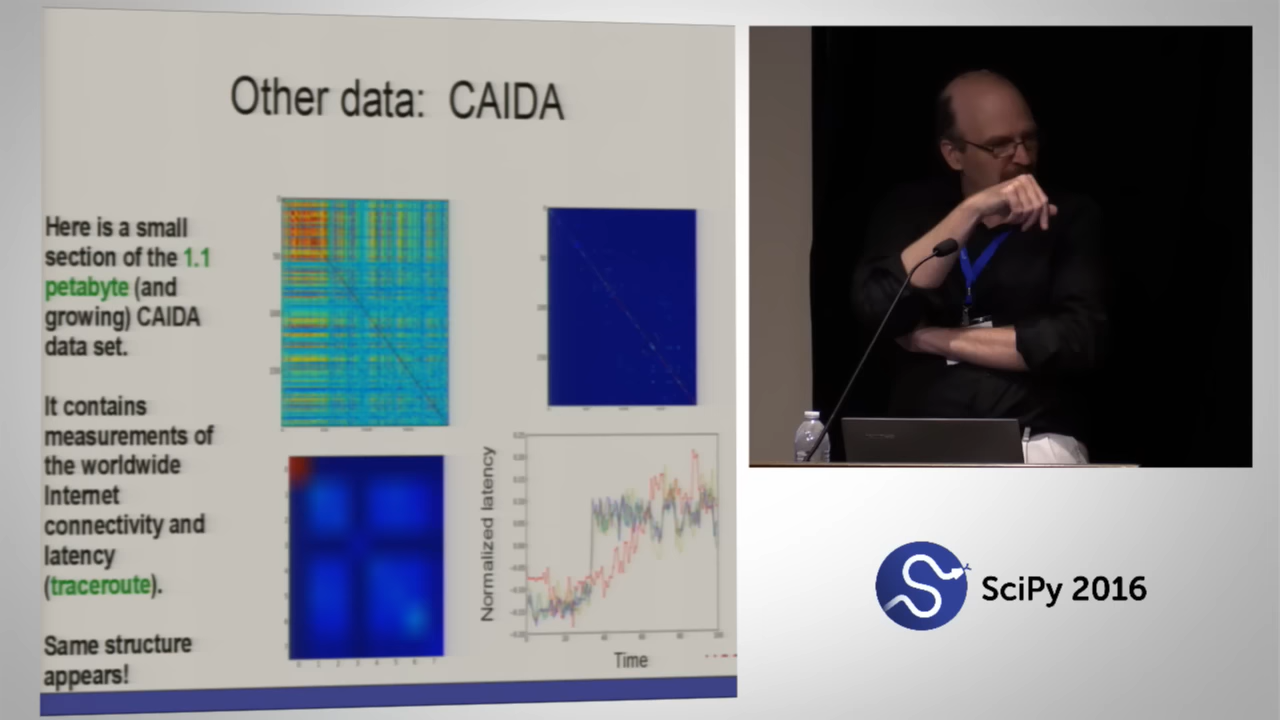 Other data: CAIDA
Here is a small
section of the 1.1
petabyte (and
growing) CAIDA
data set.
It contains
measurements of
the worldwide
Internet
connectivity and
latency
(traceroute).
Same structure
appears!
Normalized latency
Time
SciPy 2016